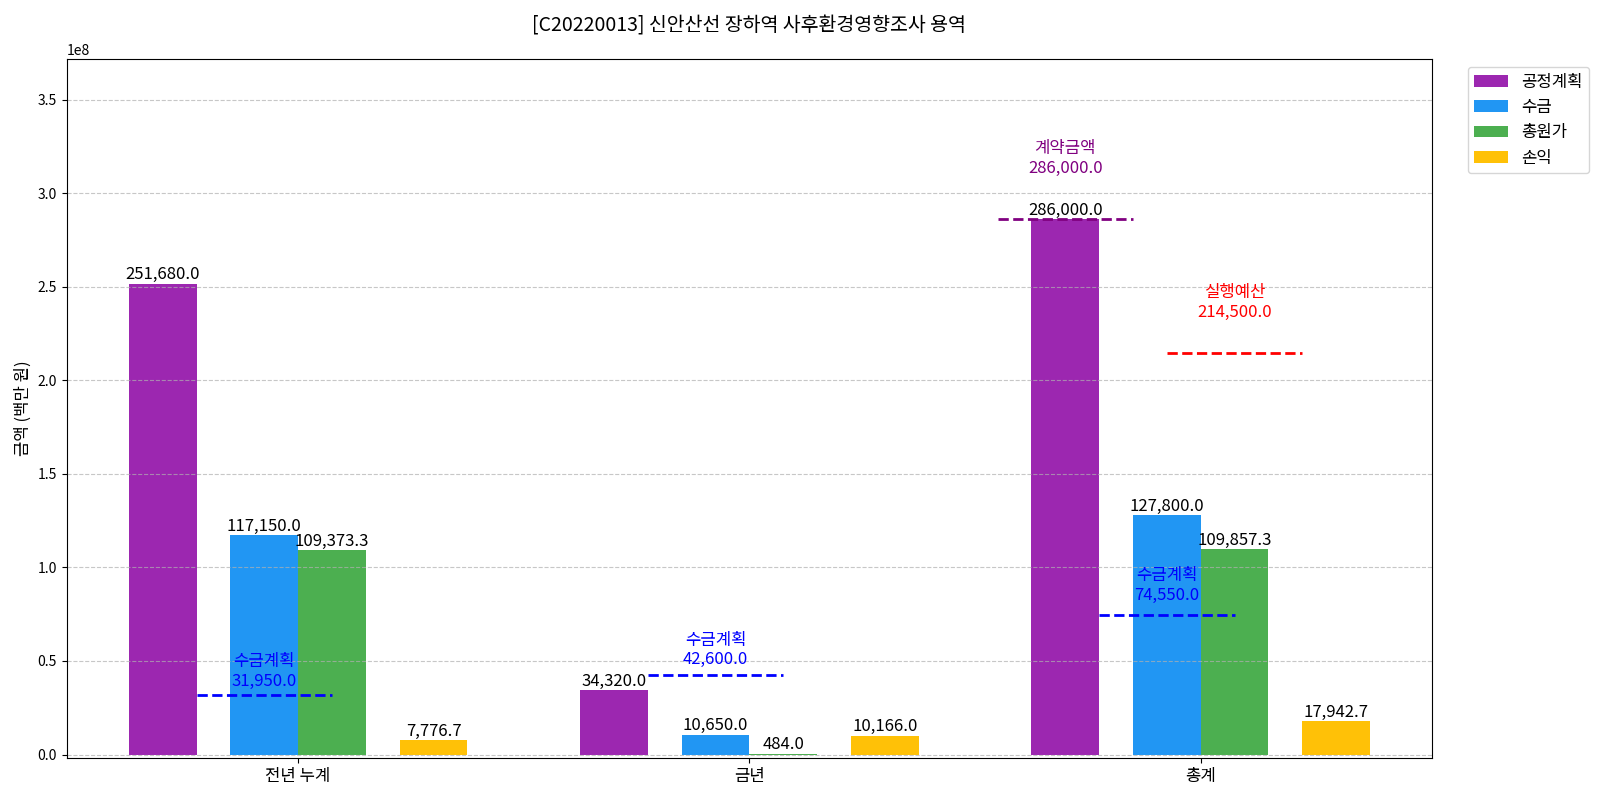 [C20220013] 신안산선 장하역 사후환경영향조사 용역
1e8
공정계획
수금
총원가
손익
금액 (백만 원)
3.5
3.0
2.5
2.0
1.5
1.0
0.5
0.0
251,680.0
117,150.0
109,373.3
수금계획
31,950.0
7,776.7
34,320.0
수금계획
42,600.0
10,650.0
484.0
10,166.0
계약금액
286,000.0
286,000.0
실행예산
214,500.0
127,800.0
109,857.3
수금계획
74,550.0
17,942.7
전년 누계
금년
총계